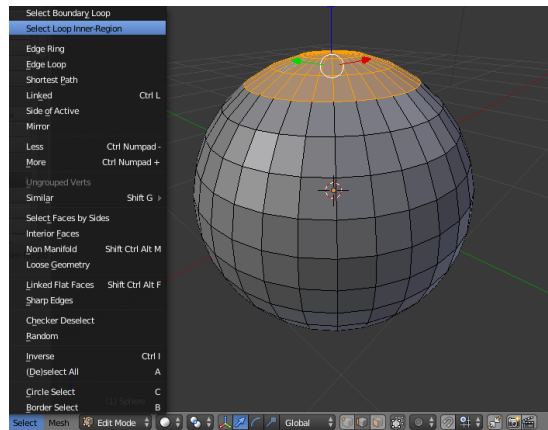 Select Boundary Loop
Select Loop Inner-Region
Edge Ring
Edge Loop
Shortest Path
Linked Ctrl L
Side of Active
Mirror
Less Ctrl Numpad -
More Ctrl Numpad +
Ungrouped Verts
Similar Shift G
Select Faces by Sides
Interior Faces
Non Manifold Shift Ctrl Alt M
Loose Geometry
Linked Flat Faces Shift Ctrl Alt F
Sharp Edges
Checker Deselect
Random
Inverse Ctrl I
(De)select All A
Circle Select C
(1) Sphere
Border Select B
Select Mesh Edit Mode Global